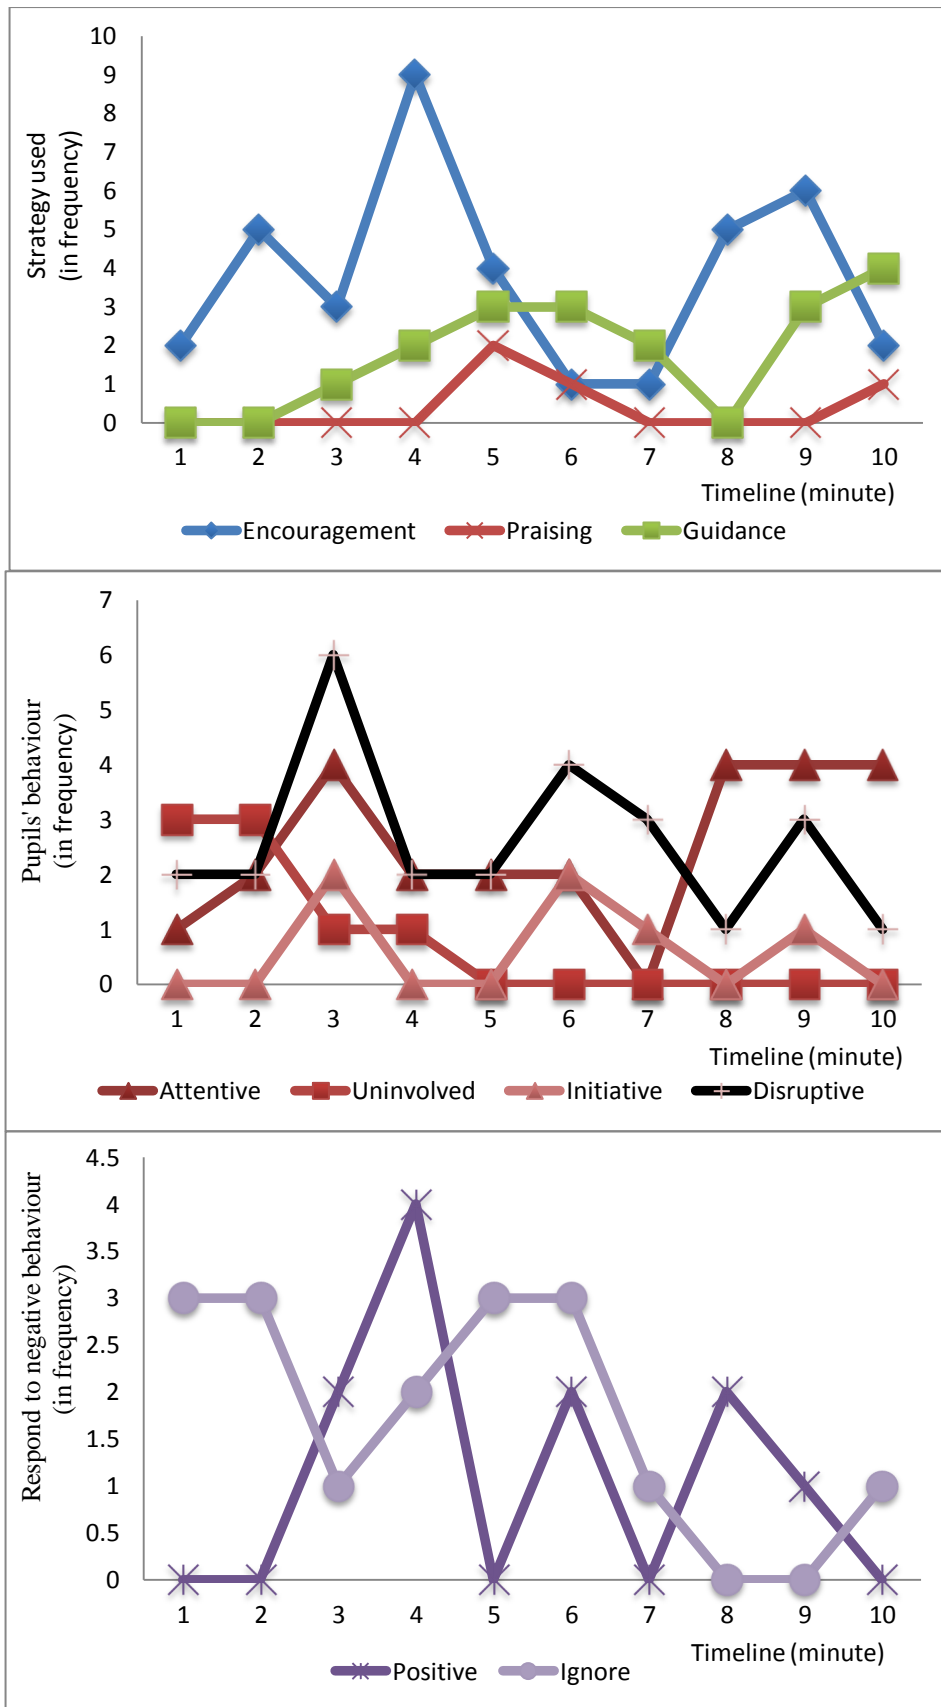 10
9
8
7
6
5
4
3
2
1
0
Strategy used
(in frequency)
1 2 3 4 5 6 7 8 9 10
Timeline (minute)
Encouragement Praising Guidance
7
6
5
4
3
2
1
0
Pupils' behaviour
(in frequency)
1 2 3 4 5 6 7 8 9 10
Timeline (minute)
Attentive Uninvolved Initiative Disruptive
4.5
4
3.5
3
2.5
2
1.5
1
0.5
0
Respond to negative behaviour
(in frequency)
1 2 3 4 5 6 7 8 9 10
Timeline (minute)
Positive Ignore